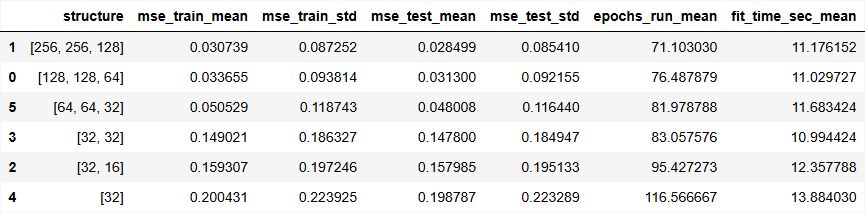 structure mse_train_mean mse_train_std mse_test_mean mse_test_std epochs_run_mean fit_time_sec_mean
1 [256, 256, 128] 0.030739 0.087252 0.028499 0.085410 71.103030 11.176152
0 [128, 128, 64] 0.033655 0.093814 0.031300 0.092155 76.487879 11.029727
5 [64, 64, 32] 0.050529 0.118743 0.048008 0.116440 81.978788 11.683424
3 [32, 32] 0.149021 0.186327 0.147800 0.184947 83.057576 10.994424
2 [32, 16] 0.159307 0.197246 0.157985 0.195133 95.427273 12.357788
4 [32] 0.200431 0.223925 0.198787 0.223289 116.566667 13.884030